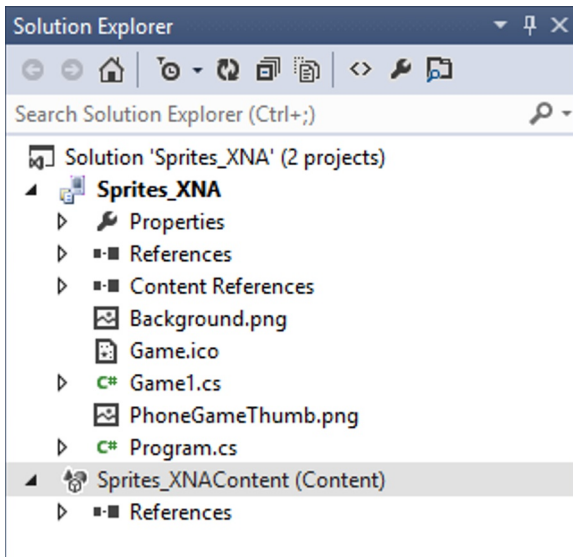 Solution Explorer
Search Solution Explorer (Ctrl+;)
Solution 'Sprites_XNA' (2 projects)
Sprites_XNA
Properties
References
Content References
Background.png
Game.ico
C# Game1.cs
PhoneGameThumb.png
C# Program.cs
Sprites_XNAContent (Content)
References